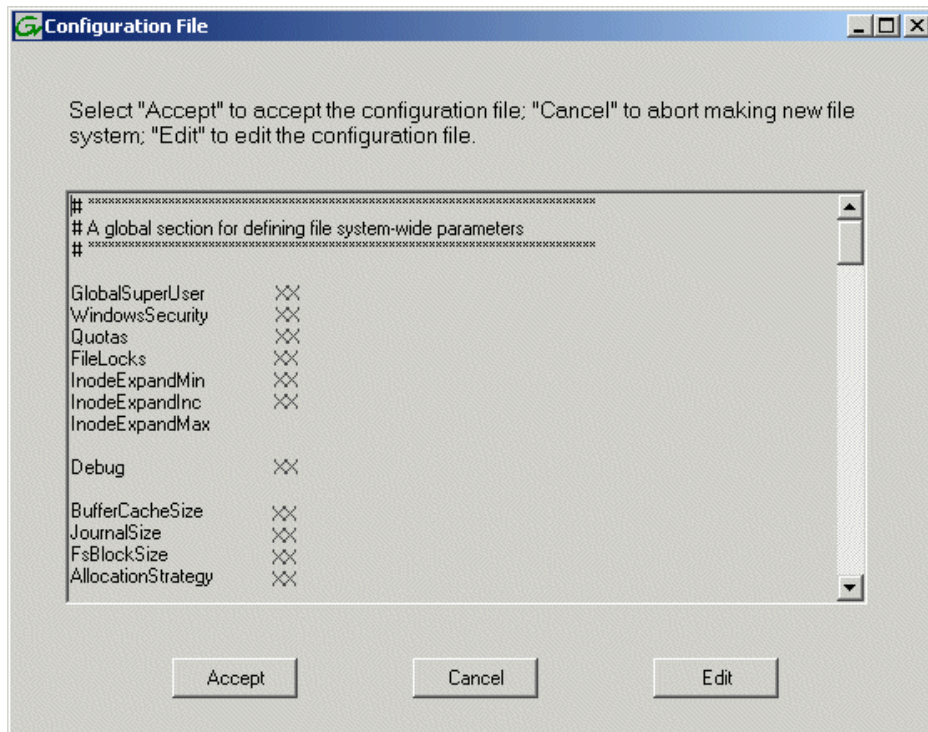 Configuration File
Select "Accept" to accept the configuration file; "Cancel" to abort making new file
system; "Edit" to edit the configuration file.
# ****************************************************************************
# A global section for defining file system-wide parameters
# ****************************************************************************
GlobalSuperUser XX
WindowsSecurity XX
Quotas XX
FileLocks XX
InodeExpandMin XX
InodeExpandInc XX
InodeExpandMax
Debug XX
BufferCacheSize XX
JournalSize XX
FsBlockSize XX
AllocationStrategy XX
Accept Cancel Edit